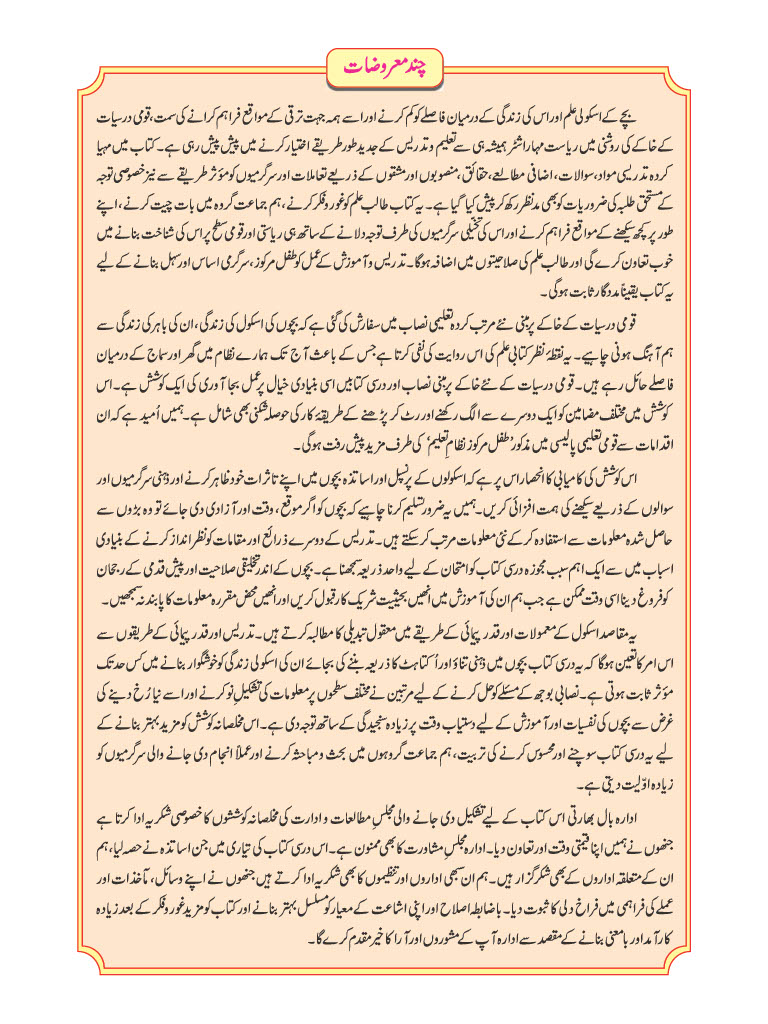 چند معروضات
بچے کے اسکولی علم اور اس کی زندگی کے درمیان فاصلے کو کم کرنے اور اسے ہمہ جہت ترقی کے مواقع فراہم کرانے کی سمت، قومی درسیات
کے خاکے کی روشنی میں ریاست مہاراشٹر ہمیشہ ہی سے تعلیم و تدریس کے جدید طور طریقے اختیار کرنے میں پیش پیش رہی ہے۔ کتاب میں مہیا
کردہ تدریسی مواد، سوالات، اضافی مطالعے، حقائق، منصوبوں اور مشقوں کے ذریعے تعاملات اور سرگرمیوں کو مؤثر طریقے سے نیز خصوصی توجہ
کے مستحق طلبہ کی ضروریات کو بھی مدنظر رکھ کر پیش کیا گیا ہے۔ یہ کتاب طالب علم کو غور و فکر کرنے، ہم جماعت گروہ میں بات چیت کرنے، اپنے
طور پر کچھ سیکھنے کے مواقع فراہم کرنے اور اس کی تخیلی سرگرمیوں کی طرف توجہ دلانے کے ساتھ ہی ریاستی اور قومی سطح پر اس کی شناخت بنانے میں
خوب تعاون کرے گی اور طالب علم کی صلاحیتوں میں اضافہ ہوگا۔ تدریس و آموزش کے عمل کو طفل مرکوز، سرگرمی اساس اور سہل بنانے کے لیے
یہ کتاب یقیناً مددگار ثابت ہوگی۔
قومی درسیات کے خاکے پر مبنی نئے مرتب کردہ تعلیمی نصاب میں سفارش کی گئی ہے کہ بچوں کی اسکول کی زندگی، ان کی باہر کی زندگی سے
ہم آہنگ ہونی چاہیے۔ یہ نقطۂ نظر کتابی علم کی اس روایت کی نفی کرتا ہے جس کے باعث آج تک ہمارے نظام میں گھر اور سماج کے درمیان
فاصلے حائل رہے ہیں۔ قومی درسیات کے نئے خاکے پر مبنی نصاب اور درسی کتابیں اسی بنیادی خیال پر عمل بجا آوری کی ایک کوشش ہے۔ اس
کوشش میں مختلف مضامین کو ایک دوسرے سے الگ رکھنے اور رٹ کر پڑھنے کے طریقۂ کار کی حوصلہ شکنی بھی شامل ہے۔ ہمیں اُمید ہے کہ ان
اقدامات سے قومی تعلیمی پالیسی میں مذکور 'طفل مرکوز نظامِ تعلیم' کی طرف مزید پیش رفت ہوگی۔
اس کوشش کی کامیابی کا انحصار اس پر ہے کہ اسکولوں کے پرنسپل اور اساتذہ بچوں میں اپنے تاثرات خود ظاہر کرنے اور ذہنی سرگرمیوں اور
سوالوں کے ذریعے سیکھنے کی ہمت افزائی کریں۔ ہمیں یہ ضرور تسلیم کرنا چاہیے کہ بچوں کو اگر موقع، وقت اور آزادی دی جائے تو وہ بڑوں سے
حاصل شدہ معلومات سے استفادہ کر کے نئی معلومات مرتب کر سکتے ہیں۔ تدریس کے دوسرے ذرائع اور مقامات کو نظر انداز کرنے کے بنیادی
اسباب میں سے ایک اہم سبب مجوزہ درسی کتاب کو امتحان کے لیے واحد ذریعہ سمجھنا ہے۔ بچوں کے اندر تخلیقی صلاحیت اور پیش قدمی کے رجحان
کو فروغ دینا اسی وقت ممکن ہے جب ہم ان کی آموزش میں انھیں بحیثیت شریک کار قبول کریں اور انھیں محض مقررہ معلومات کا پابند نہ سمجھیں۔
یہ مقاصد اسکول کے معمولات اور قدر پیمائی کے طریقے میں معقول تبدیلی کا مطالبہ کرتے ہیں۔ تدریس اور قدر پیمائی کے طریقوں سے
اس امر کا تعین ہوگا کہ یہ درسی کتاب بچوں میں ذہنی تناؤ اور اُکتاہٹ کا ذریعہ بننے کی بجائے ان کی اسکولی زندگی کو خوشگوار بنانے میں کس حد تک
مؤثر ثابت ہوتی ہے۔ نصابی بوجھ کے مسئلے کو حل کرنے کے لیے مرتبین نے مختلف سطحوں پر معلومات کی تشکیلِ نو کرنے اور اسے نیا رُخ دینے کی
غرض سے بچوں کی نفسیات اور آموزش کے لیے دستیاب وقت پر زیادہ سنجیدگی کے ساتھ توجہ دی ہے۔ اس مخلصانہ کوشش کو مزید بہتر بنانے کے
لیے یہ درسی کتاب سوچنے اور محسوس کرنے کی تربیت، ہم جماعت گروہوں میں بحث و مباحثہ کرنے اور عملاً انجام دی جانے والی سرگرمیوں کو
زیادہ اوّلیت دیتی ہے۔
ادارہ بال بھارتی اس کتاب کے لیے تشکیل دی جانے والی مجلسِ مطالعات و ادارت کی مخلصانہ کوششوں کا خصوصی شکریہ ادا کرتا ہے
جنھوں نے ہمیں اپنا قیمتی وقت اور تعاون دیا۔ ادارہ مجلسِ مشاورت کا بھی ممنون ہے۔ اس درسی کتاب کی تیاری میں جن اساتذہ نے حصہ لیا، ہم
ان کے متعلقہ اداروں کے بھی شکر گزار ہیں۔ ہم ان سبھی اداروں اور تنظیموں کا بھی شکریہ ادا کرتے ہیں جنھوں نے اپنے وسائل، مآخذات اور
عملے کی فراہمی میں فراخ دلی کا ثبوت دیا۔ باضابطہ اصلاح اور اپنی اشاعت کے معیار کو مسلسل بہتر بنانے اور کتاب کو مزید غور و فکر کے بعد زیادہ
کارآمد اور بامعنی بنانے کے مقصد سے ادارہ آپ کے مشوروں اور آرا کا خیر مقدم کرے گا۔